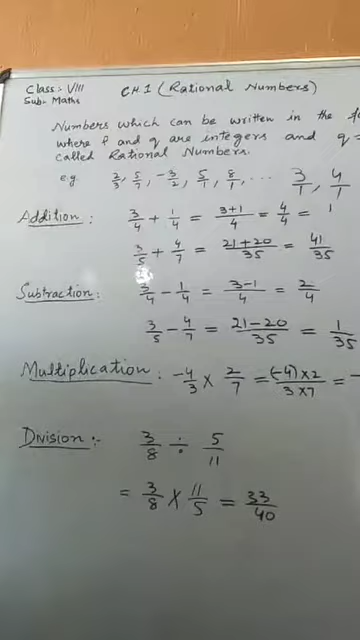 Class:- VIII CH 1 (Rational Numbers)
Sub- Maths
Numbers which can be written in the
where p and q are integers and q
called Rational Numbers.
e.g 2/3, 5/7, -3/2, 5/1, 8/1, ... 3/1, 4/1
Addition: 3/4 + 1/4 = 3+1/4 = 4/4 = 1
3/5 + 4/7 = 21+20/35 = 41/35
Subtraction: 3/4 - 1/4 = 3-1/4 = 2/4
3/5 - 4/7 = 21-20/35 = 1/35
Multiplication: -4/3 × 2/7 = (-4)×2/3×7 = -
Division:- 3/8 ÷ 5/11
= 3/8 × 11/5 = 33/40